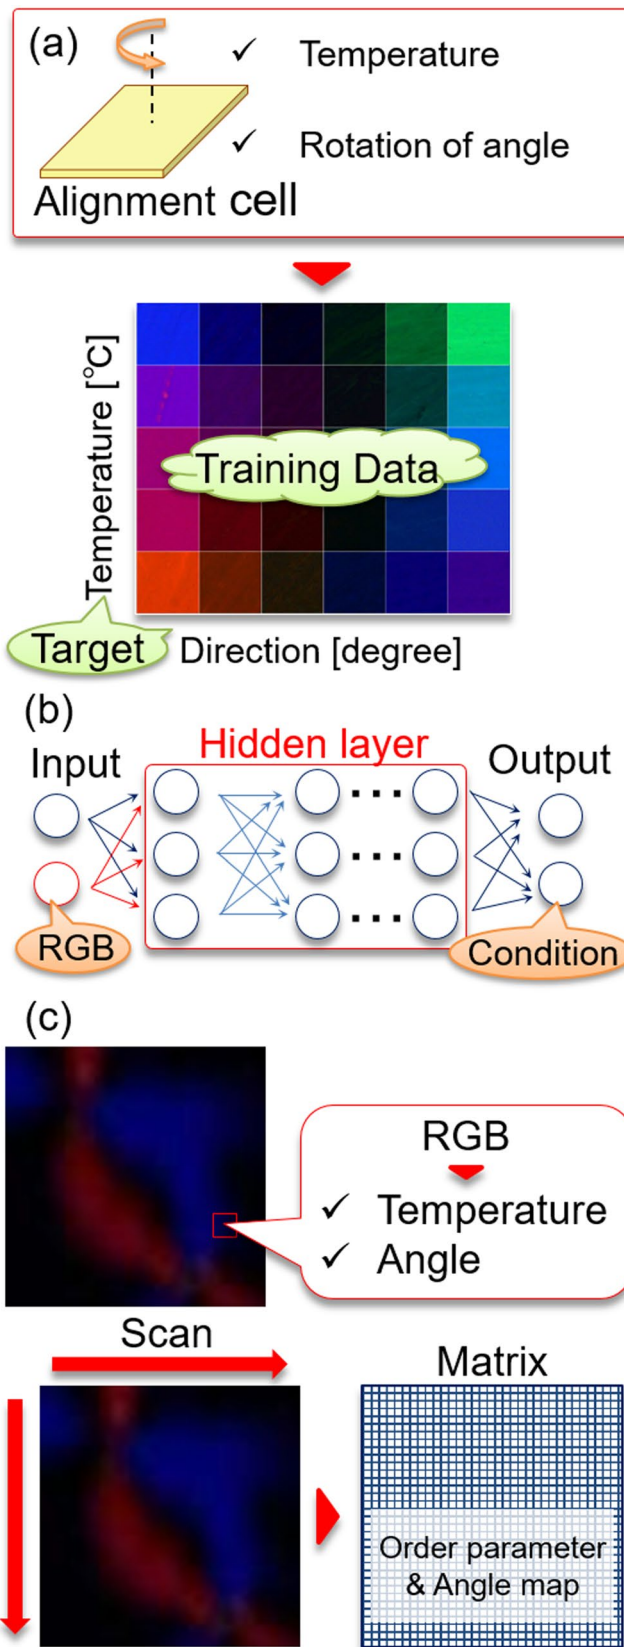 (a)
✓ Temperature
✓ Rotation of angle
Alignment cell
Temperature [°C]
Training Data
Target
Direction [degree]
(b)
Hidden layer
Input
Output
...
...
...
RGB
Condition
(c)
RGB
✓ Temperature
✓ Angle
Scan
Matrix
Order parameter
& Angle map